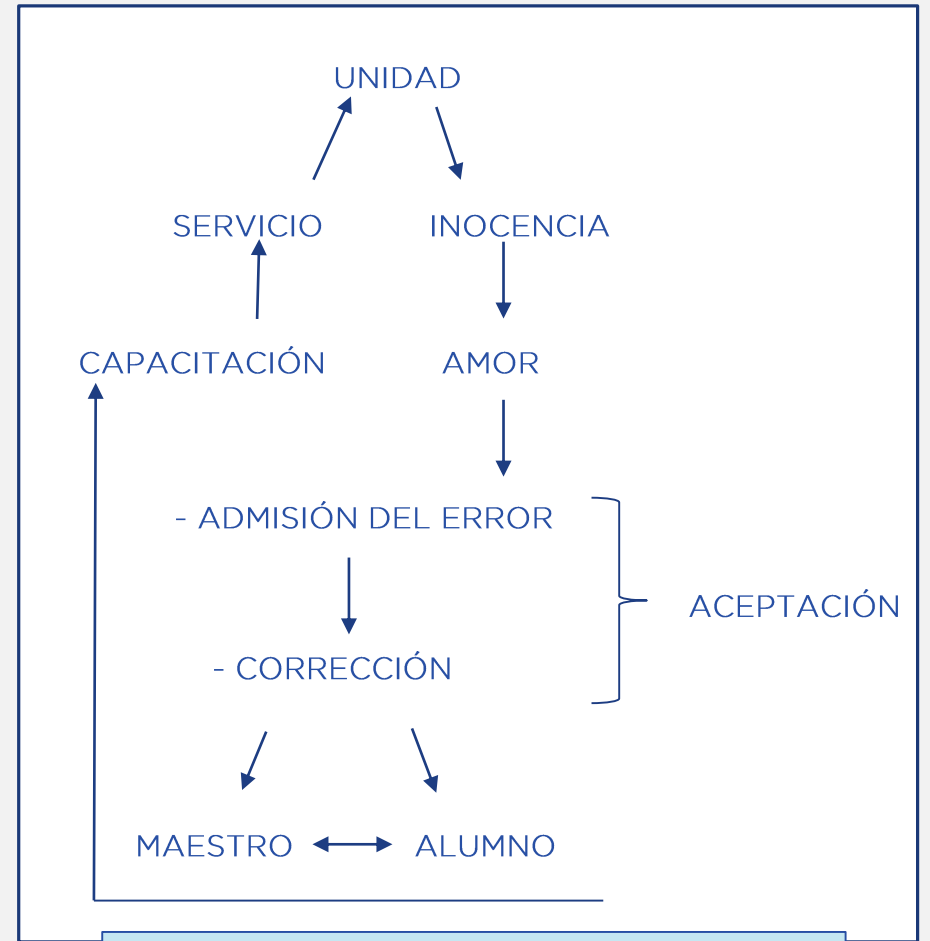 UNIDAD
SERVICIO INOCENCIA
CAPACITACIÓN AMOR
- ADMISIÓN DEL ERROR
ACEPTACIÓN
- CORRECCIÓN
MAESTRO ALUMNO